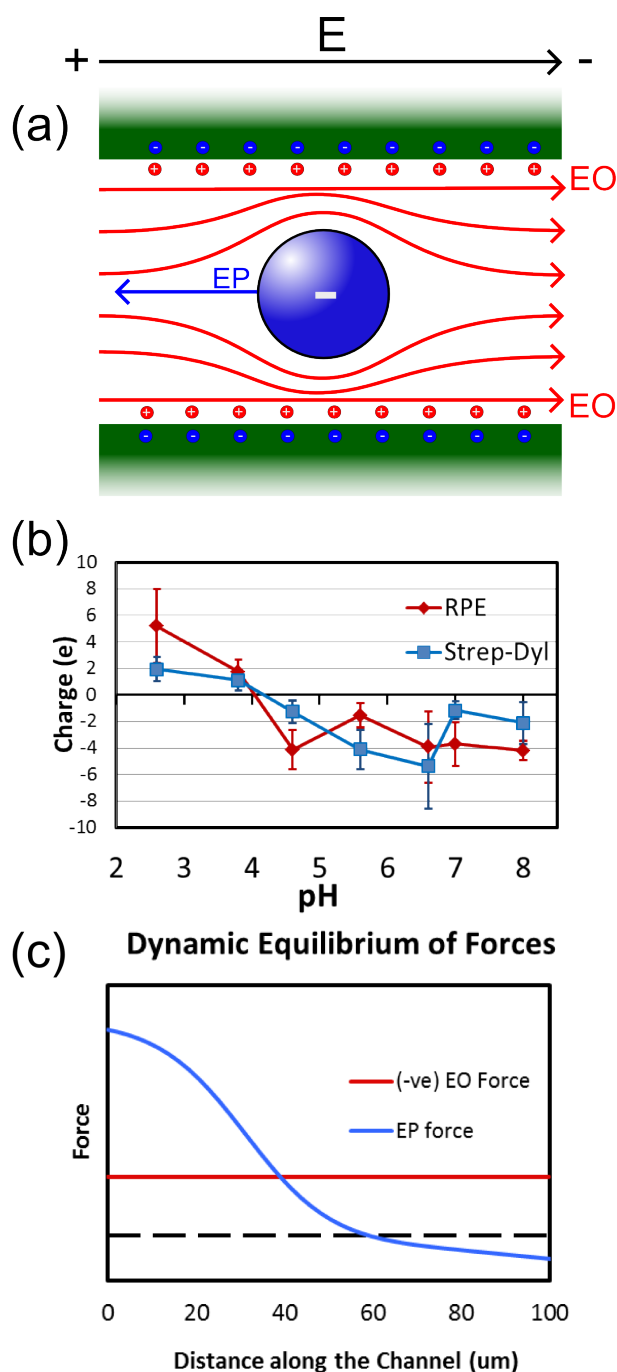 E
+ -
(a)
- - - - - - - - -
+ + + + + + + + +
EO
EP
-
EO
+ + + + + + + + +
- - - - - - - - -
(b)
10
8
6
4
2
0
-2
-4
-6
-8
-10
Charge (e)
RPE
Strep-Dyl
2 3 4 5 6 7 8
pH
(c)
Dynamic Equilibrium of Forces
Force
(-ve) EO Force
EP force
0 20 40 60 80 100
Distance along the Channel (um)